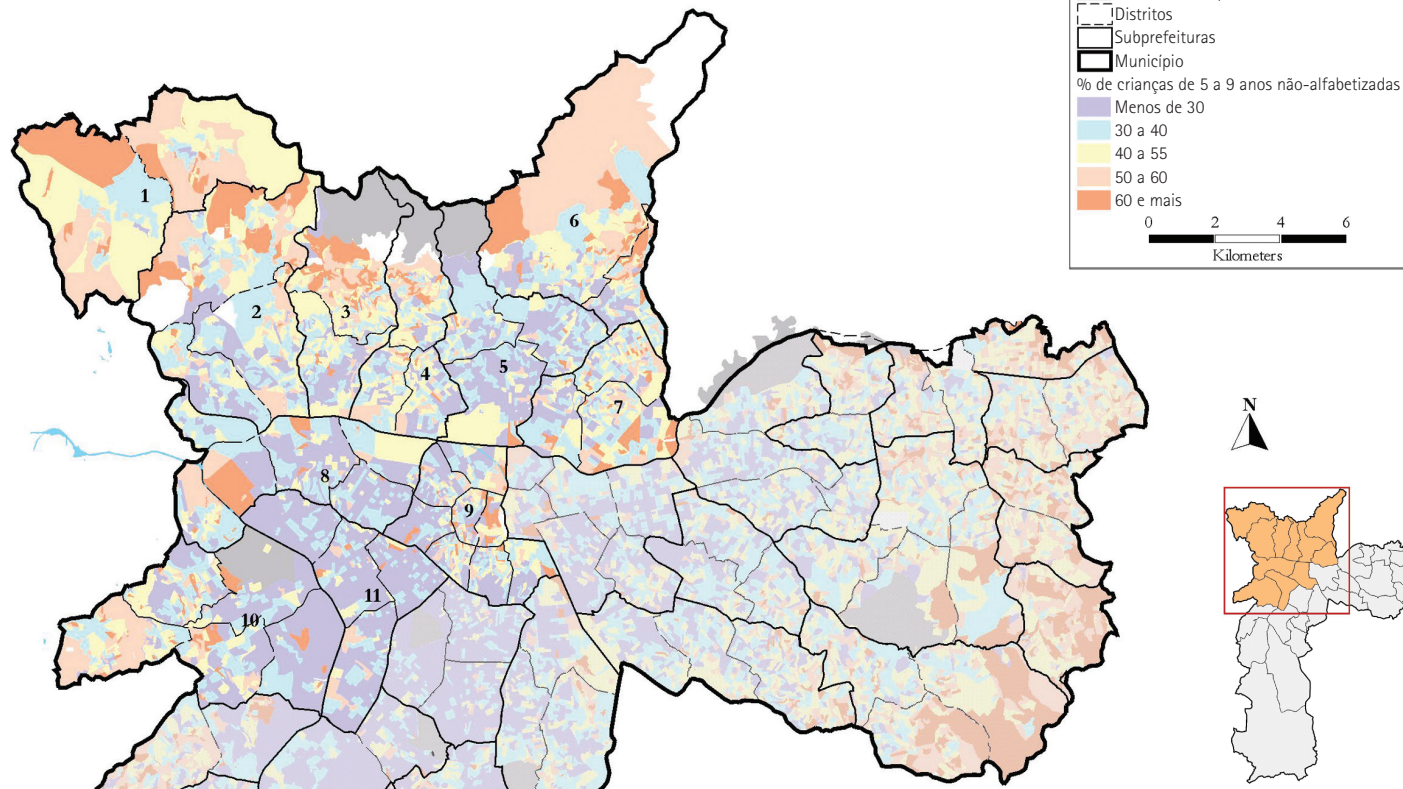 Distritos
Subprefeituras
Município
% de crianças de 5 a 9 anos não-alfabetizadas
Menos de 30
30 a 40
40 a 55
50 a 60
60 e mais
0 2 4 6
Kilometers
1
6
2
3
4
5
7
8
9
11
10
N